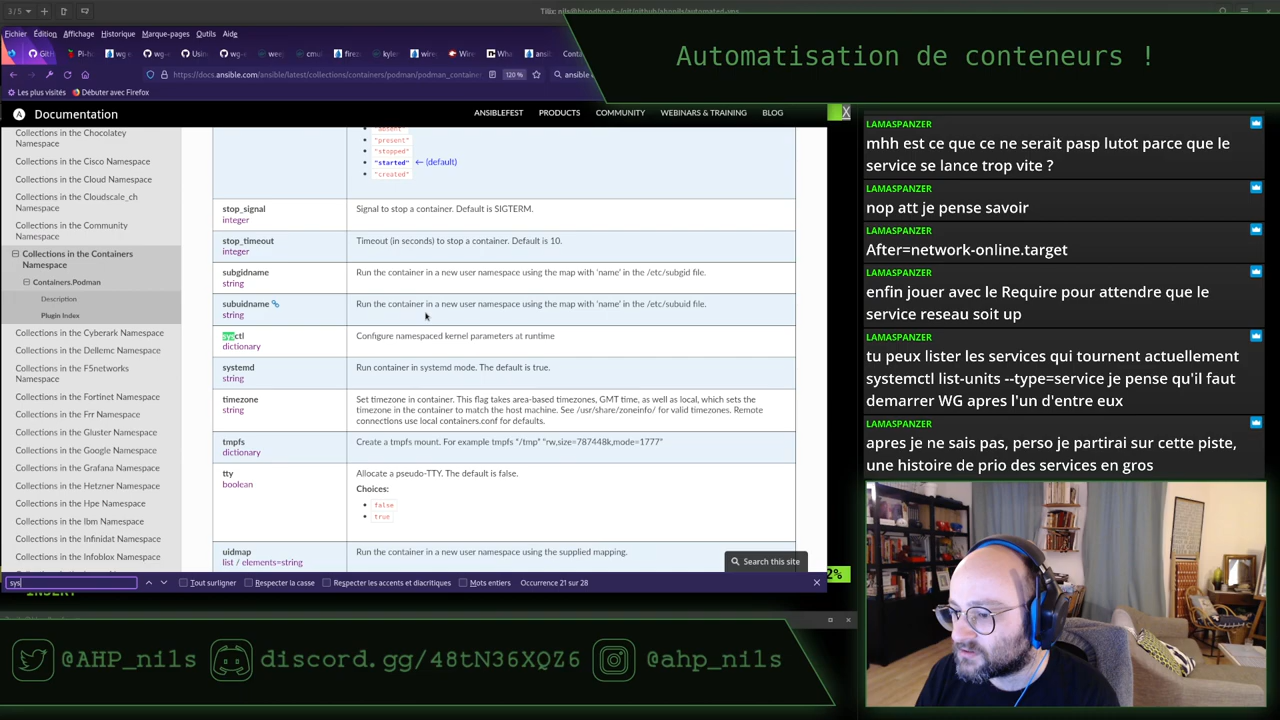 3 / 5
Tilix: nils@bloodhoof:~/git/github/ahpnils/automated-vps
Automatisation de conteneurs !
Fichier Édition Affichage Historique Marque-pages Outils Aide
https://docs.ansible.com/ansible/latest/collections/containers/podman/podman_containe
120 %
Les plus visités Débuter avec Firefox
Documentation
ANSIBLEFEST PRODUCTS COMMUNITY WEBINARS & TRAINING BLOG
X
Collections in the Chocolatey
Namespace
Collections in the Cisco Namespace
Collections in the Cloud Namespace
Collections in the Cloudscale_ch
Namespace
Collections in the Community
Namespace
Collections in the Containers
Namespace
Containers.Podman
Description
Plugin Index
Collections in the Cyberark Namespace
Collections in the Dellemc Namespace
Collections in the F5networks
Namespace
Collections in the Fortinet Namespace
Collections in the Frr Namespace
Collections in the Gluster Namespace
Collections in the Google Namespace
Collections in the Grafana Namespace
Collections in the Hetzner Namespace
Collections in the Hpe Namespace
Collections in the Ibm Namespace
Collections in the Infinidat Namespace
Collections in the Infoblox Namespace
"absent"
"present"
"stopped"
"started" ← (default)
"created"
stop_signal
integer
Signal to stop a container. Default is SIGTERM.
stop_timeout
integer
Timeout (in seconds) to stop a container. Default is 10.
subgidname
string
Run the container in a new user namespace using the map with 'name' in the /etc/subgid file.
subuidname
string
Run the container in a new user namespace using the map with 'name' in the /etc/subuid file.
sysctl
dictionary
Configure namespaced kernel parameters at runtime
systemd
string
Run container in systemd mode. The default is true.
timezone
string
Set timezone in container. This flag takes area-based timezones, GMT time, as well as local, which sets the
timezone in the container to match the host machine. See /usr/share/zoneinfo/ for valid timezones. Remote
connections use local containers.conf for defaults.
tmpfs
dictionary
Create a tmpfs mount. For example tmpfs "/tmp" "rw,size=787448k,mode=1777"
tty
boolean
Allocate a pseudo-TTY. The default is false.
Choices:
false
true
uidmap
list / elements=string
Run the container in a new user namespace using the supplied mapping.
Search this site
sys
Tout surligner Respecter la casse Respecter les accents et diacritiques Mots entiers Occurrence 21 sur 28
2%
INSERT
LAMASPANZER
mhh est ce que ce ne serait pasp lutot parce que le
service se lance trop vite ?
LAMASPANZER
nop att je pense savoir
LAMASPANZER
After=network-online.target
LAMASPANZER
enfin jouer avec le Require pour attendre que le
service reseau soit up
LAMASPANZER
tu peux lister les services qui tournent actuellement
systemctl list-units --type=service je pense qu'il faut
demarrer WG apres l'un d'entre eux
LAMASPANZER
apres je ne sais pas, perso je partirai sur cette piste,
une histoire de prio des services en gros
@AHP_nils
discord.gg/48tN36XQZ6
@ahp_nils